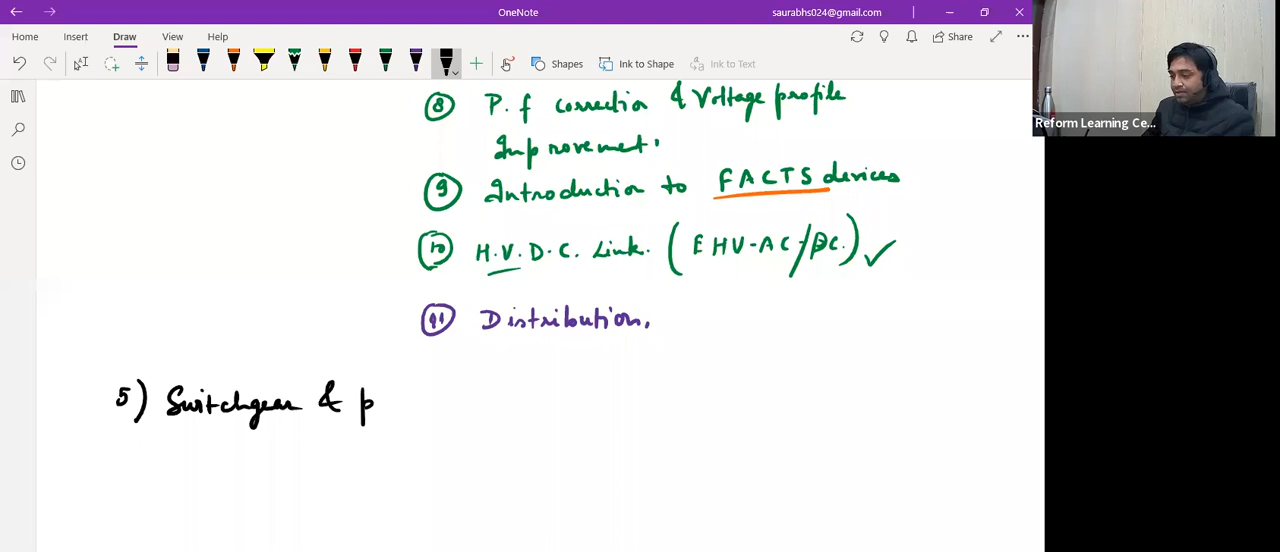 OneNote
saurabhs024@gmail.com
Home Insert Draw View Help
Share
Shapes Ink to Shape Ink to Text
Reform Learning Ce...
8 P.f correction & Voltage profile
Improvemet.
9 Introduction to FACTS devices
10 H.V.D.C. Link. (EHV-AC/DC.) ✓
11 Distribution.
5) Switchgear & p